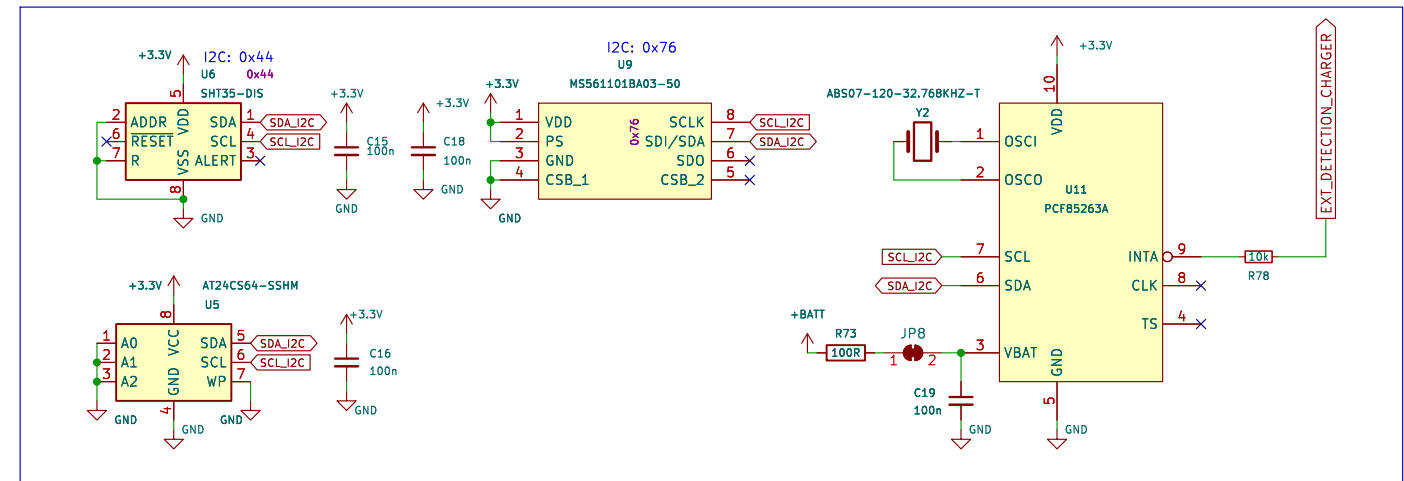 +3.3V
I2C: 0x44
U6
0x44
SHT35-DIS
5
VDD
2
ADDR
SDA
1
SDA_I2C
6
RESET
SCL
4
SCL_I2C
7
R
ALERT
3
VSS
8
GND
+3.3V
C15
100n
GND
+3.3V
C18
100n
GND
I2C: 0x76
U9
MS561101BA03-50
+3.3V
1
VDD
SCLK
8
SCL_I2C
2
PS
0x76
SDI/SDA
7
SDA_I2C
3
GND
SDO
6
4
CSB_1
CSB_2
5
GND
+3.3V
ABS07-120-32.768KHZ-T
Y2
10
VDD
1
OSCI
2
OSCO
U11
PCF85263A
SCL_I2C
7
SCL
INTA
9
10k
R78
EXT_DETECTION_CHARGER
SDA_I2C
6
SDA
CLK
8
TS
4
+BATT
R73
100R
JP8
1
2
3
VBAT
GND
5
C19
100n
GND
GND
+3.3V
AT24CS64-SSHM
U5
8
VCC
1
A0
SDA
5
SDA_I2C
2
A1
SCL
6
SCL_I2C
3
A2
WP
7
GND
4
GND
GND
GND
+3.3V
C16
100n
GND